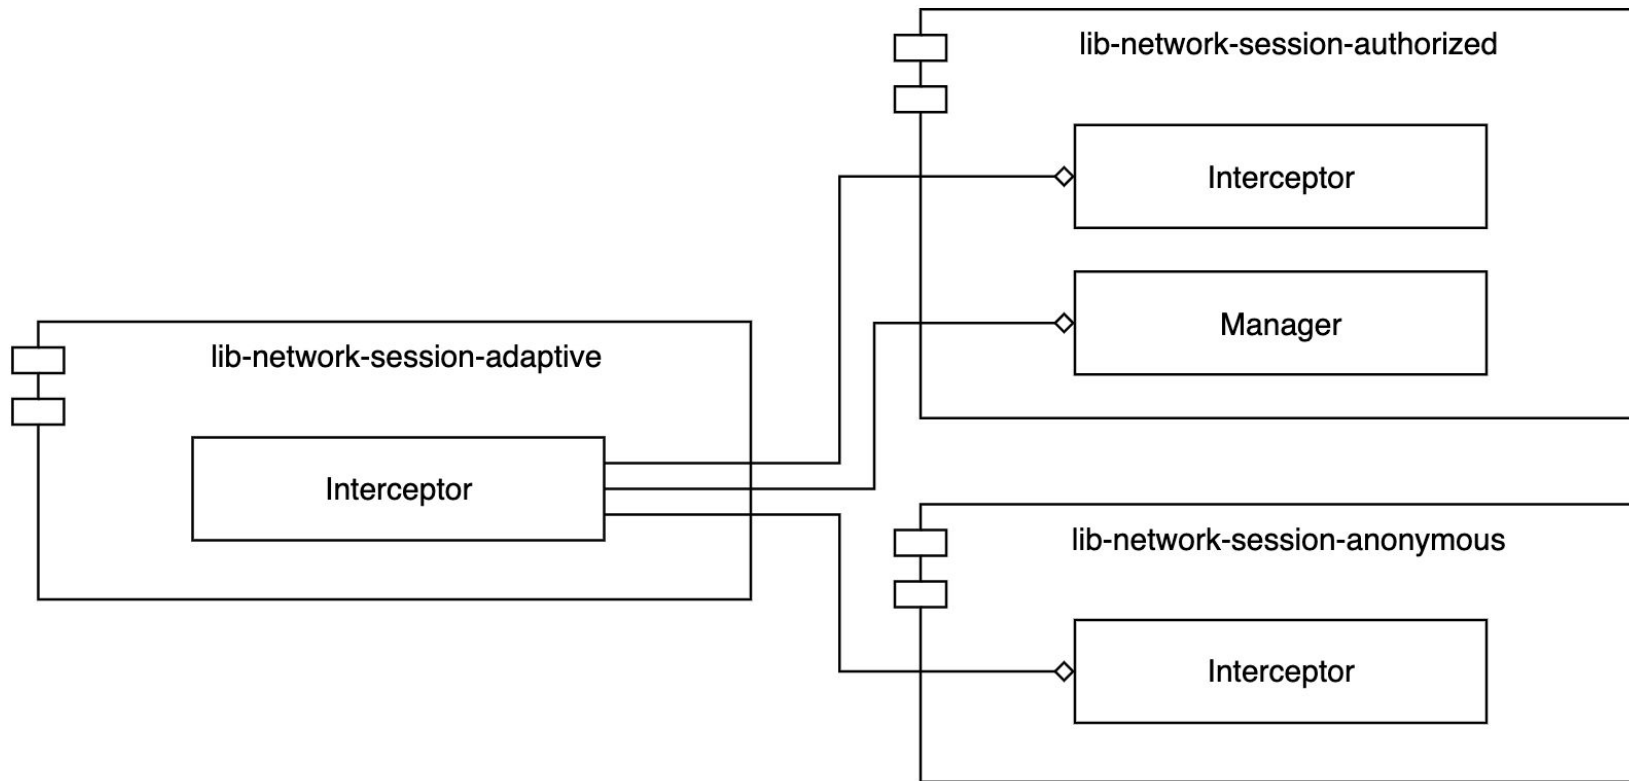 lib-network-session-authorized
Interceptor
Manager
lib-network-session-adaptive
Interceptor
lib-network-session-anonymous
Interceptor